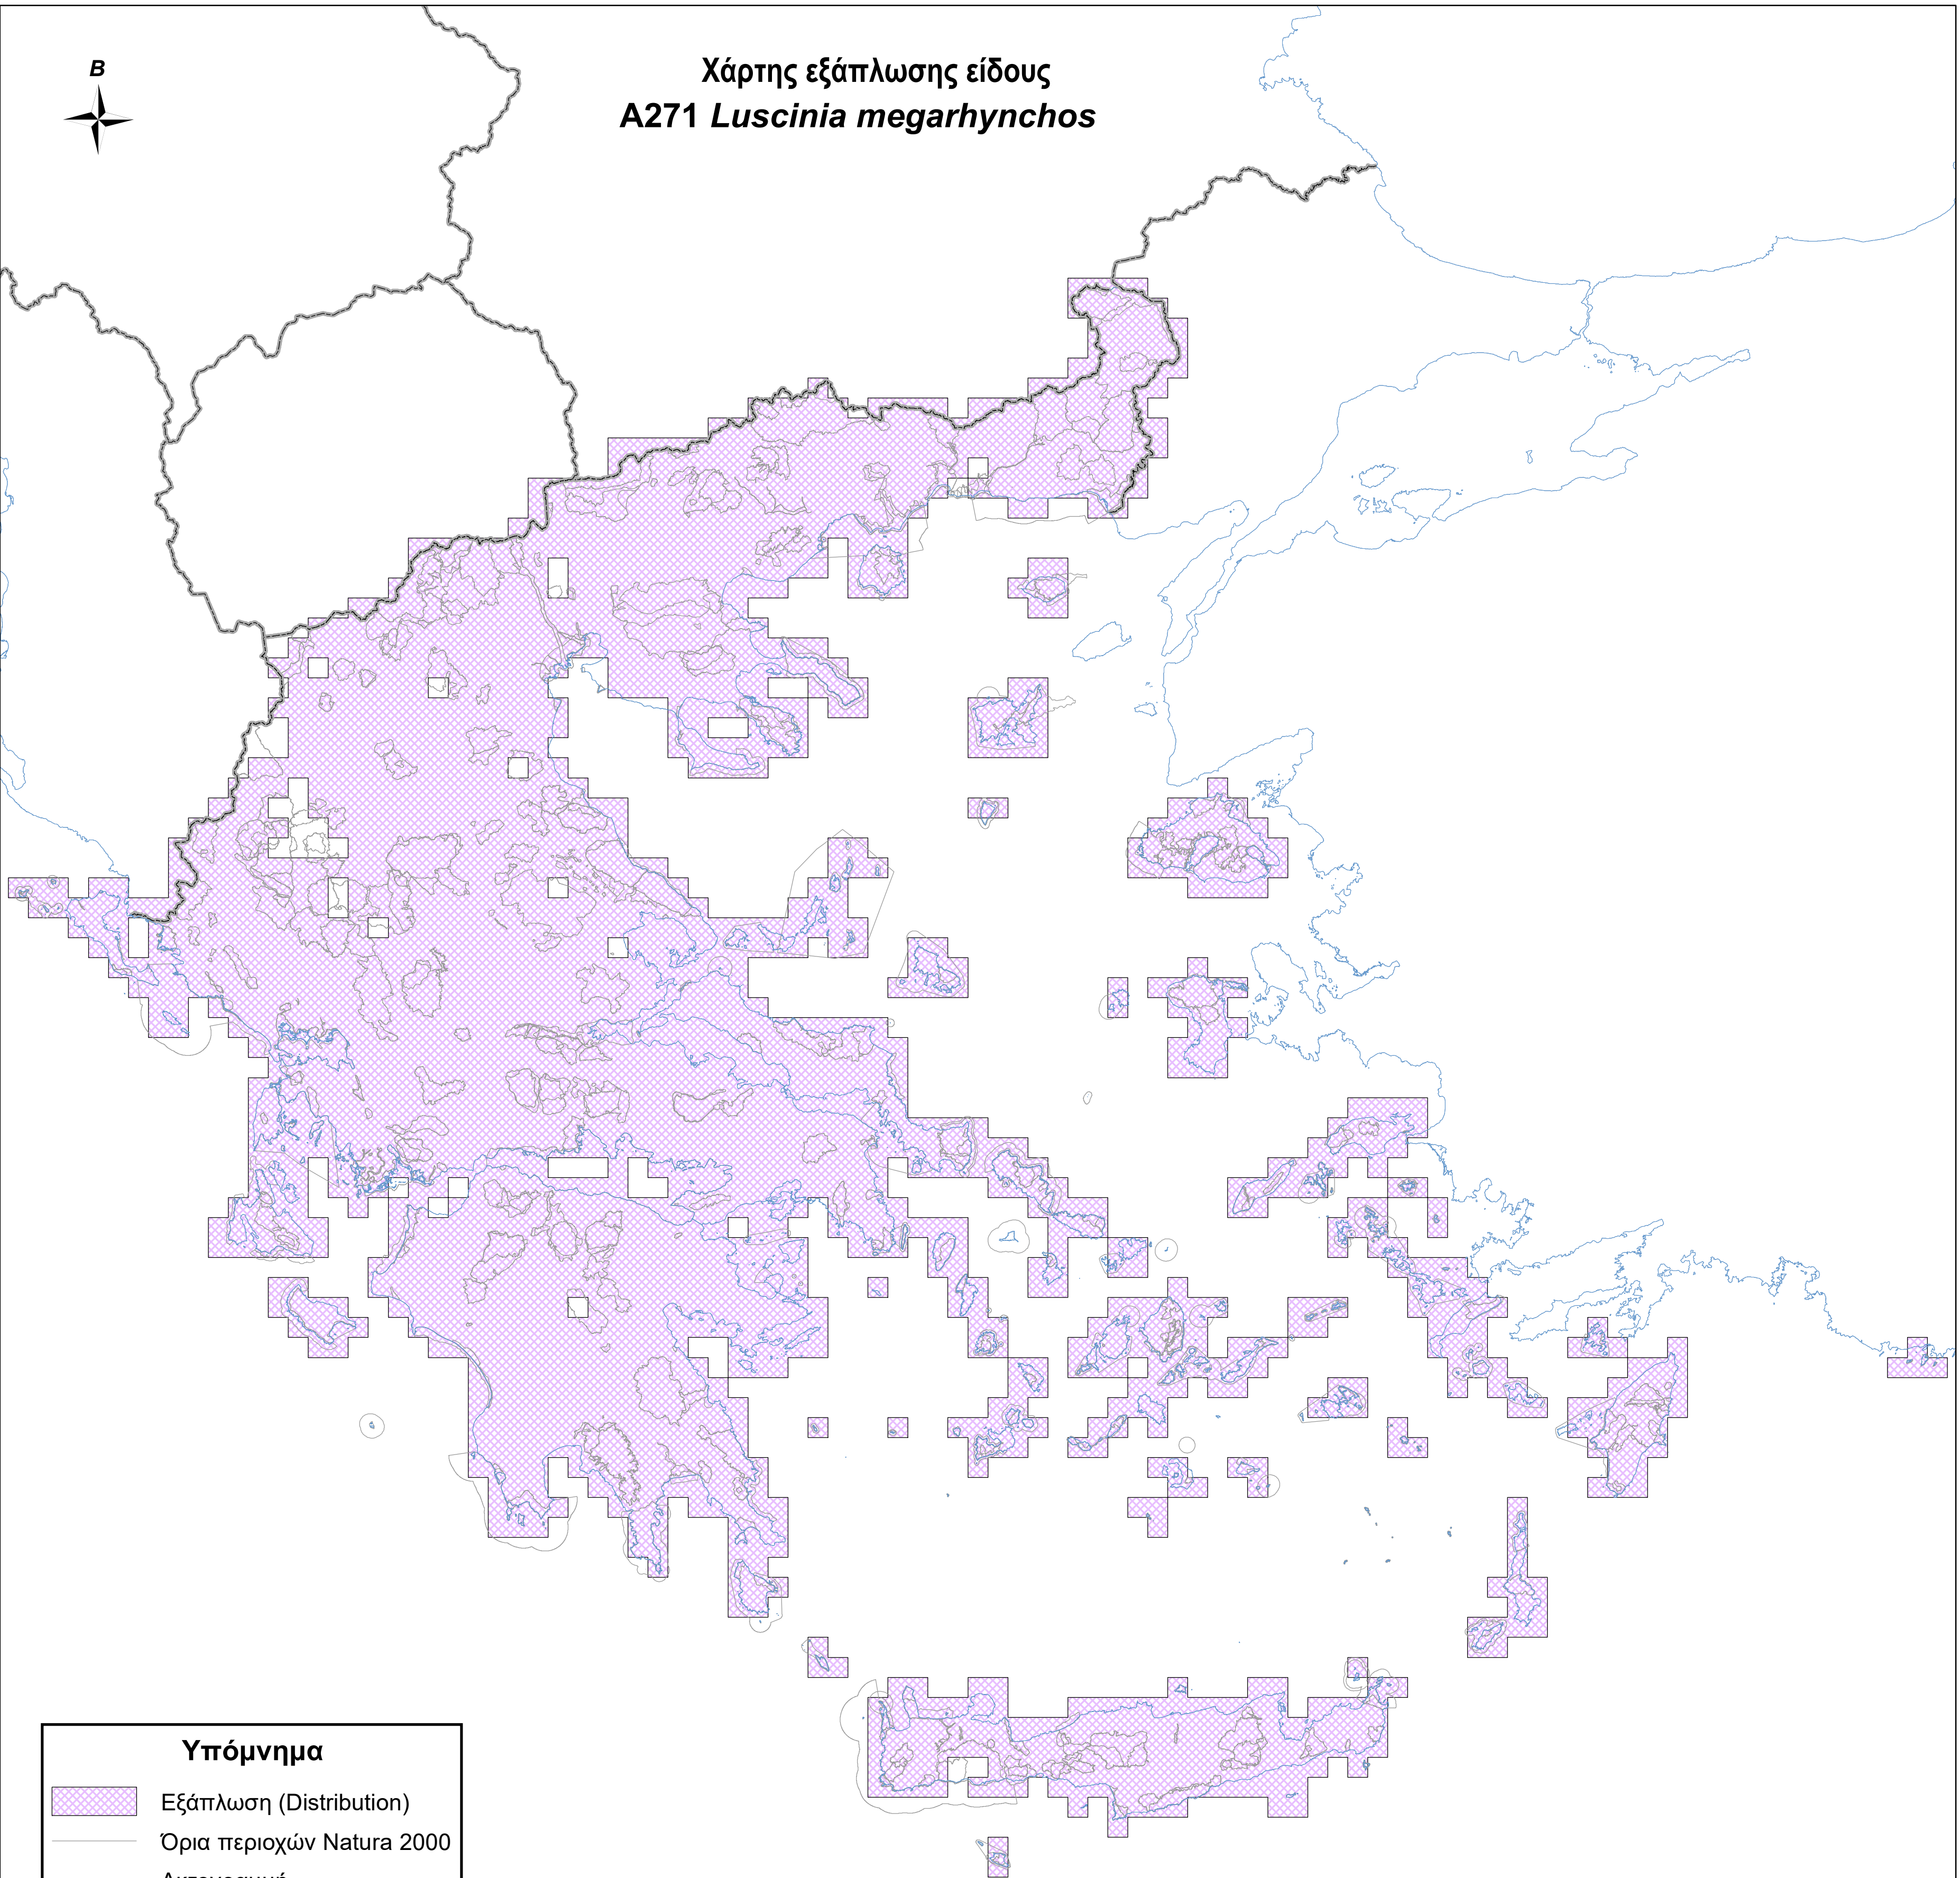 Β
Χάρτης εξάπλωσης είδους
A271 Luscinia megarhynchos
Υπόμνημα
Εξάπλωση (Distribution)
Όρια περιοχών Natura 2000